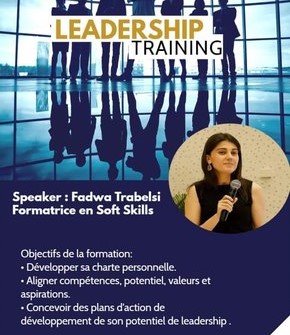 LEADERSHIP
TRAINING
Speaker : Fadwa Trabelsi
Formatrice en Soft Skills
Objectifs de la formation:
• Développer sa charte personnelle.
• Aligner compétences, potentiel, valeurs et
aspirations.
• Concevoir des plans d'action de
développement de son potentiel de leadership .